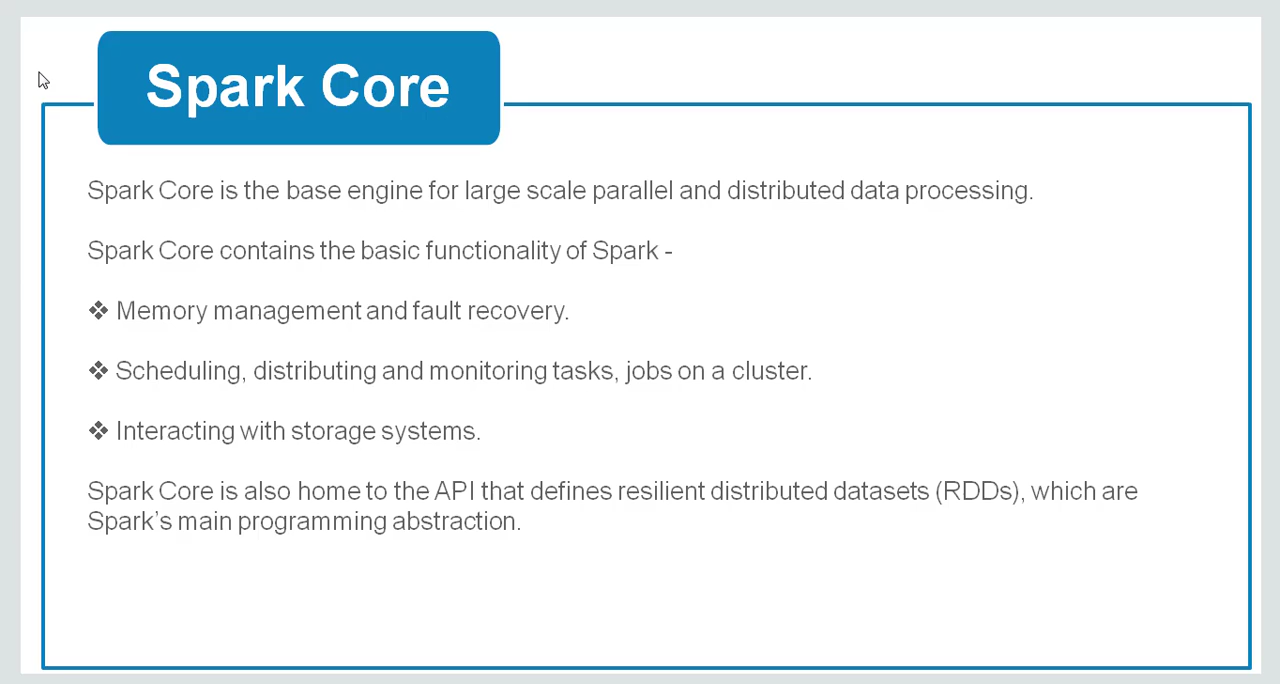 Spark Core
Spark Core is the base engine for large scale parallel and distributed data processing.
Spark Core contains the basic functionality of Spark -
❖ Memory management and fault recovery.
❖ Scheduling, distributing and monitoring tasks, jobs on a cluster.
❖ Interacting with storage systems.
Spark Core is also home to the API that defines resilient distributed datasets (RDDs), which are
Spark’s main programming abstraction.